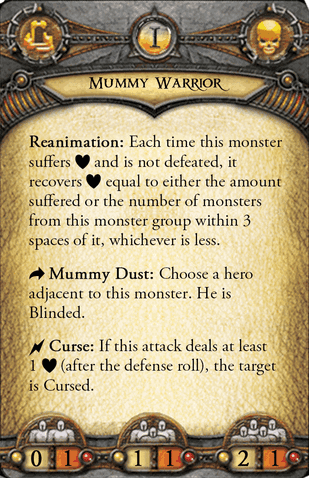 I
Mummy Warrior
Reanimation: Each time this monster
suffers ♥ and is not defeated, it
recovers ♥ equal to either the amount
suffered or the number of monsters
from this monster group within 3
spaces of it, whichever is less.
Mummy Dust: Choose a hero
adjacent to this monster. He is
Blinded.
Curse: If this attack deals at least
1 ♥ (after the defense roll), the target
is Cursed.
0 1 1 1 2 1